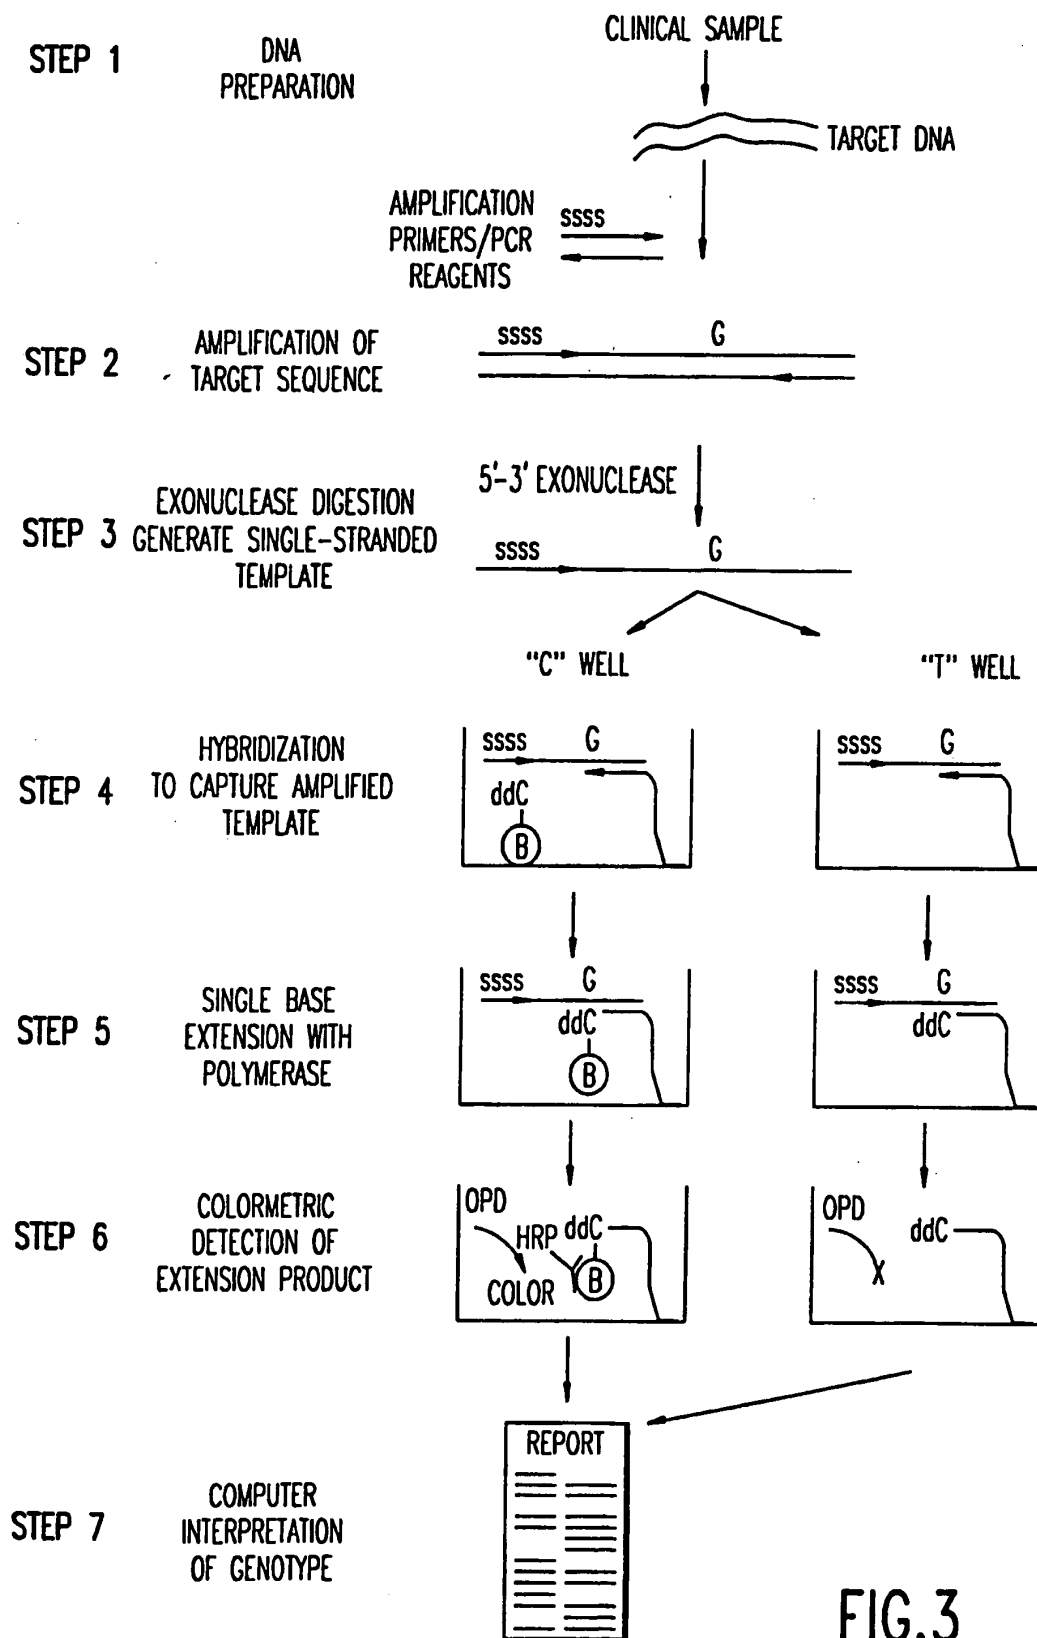 STEP 1
DNA
PREPARATION
CLINICAL SAMPLE
TARGET DNA
AMPLIFICATION
PRIMERS/PCR
REAGENTS
ssss
STEP 2
AMPLIFICATION OF
TARGET SEQUENCE
ssss
G
5'-3' EXONUCLEASE
STEP 3
EXONUCLEASE DIGESTION
GENERATE SINGLE-STRANDED
TEMPLATE
ssss
G
"C" WELL
"T" WELL
STEP 4
HYBRIDIZATION
TO CAPTURE AMPLIFIED
TEMPLATE
ssss
G
ddC
B
ssss
G
STEP 5
SINGLE BASE
EXTENSION WITH
POLYMERASE
ssss
G
ddC
B
ssss
G
ddC
STEP 6
COLORMETRIC
DETECTION OF
EXTENSION PRODUCT
OPD
HRP
ddC
B
COLOR
OPD
X
ddC
STEP 7
COMPUTER
INTERPRETATION
OF GENOTYPE
REPORT
FIG.3